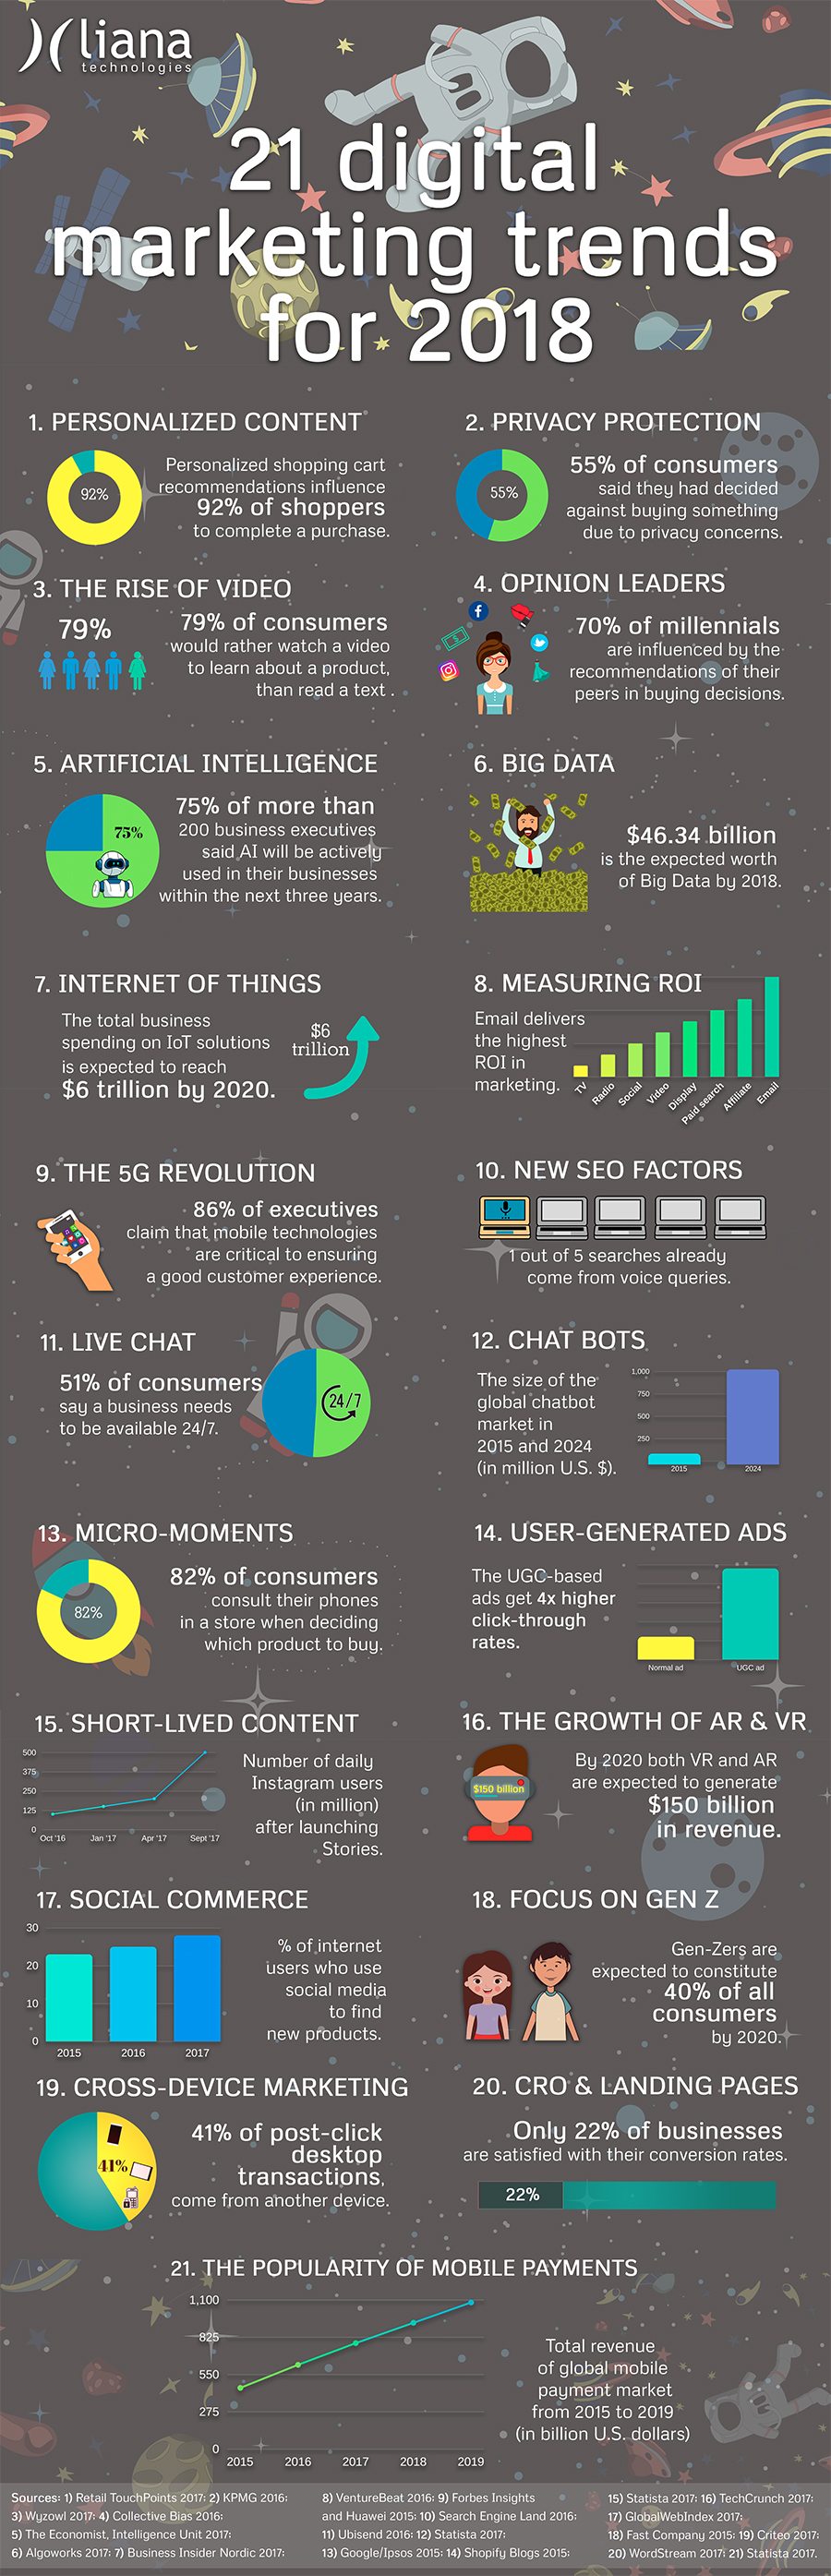 liana
technologies
21 digital
marketing trends
for 2018
1. PERSONALIZED CONTENT
92%
Personalized shopping cart
recommendations influence
92% of shoppers
to complete a purchase.
2. PRIVACY PROTECTION
55%
55% of consumers
said they had decided
against buying something
due to privacy concerns.
3. THE RISE OF VIDEO
79%
79% of consumers
would rather watch a video
to learn about a product,
than read a text .
4. OPINION LEADERS
70% of millennials
are influenced by the
recommendations of their
peers in buying decisions.
5. ARTIFICIAL INTELLIGENCE
75%
75% of more than
200 business executives
said AI will be actively
used in their businesses
within the next three years.
6. BIG DATA
$46.34 billion
is the expected worth
of Big Data by 2018.
7. INTERNET OF THINGS
The total business
spending on IoT solutions
is expected to reach
$6 trillion by 2020.
$6
trillion
8. MEASURING ROI
Email delivers
the highest
ROI in
marketing.
TV
Radio
Social
Video
Display
Paid search
Affiliate
Email
9. THE 5G REVOLUTION
86% of executives
claim that mobile technologies
are critical to ensuring
a good customer experience.
10. NEW SEO FACTORS
1 out of 5 searches already
come from voice queries.
11. LIVE CHAT
51% of consumers
say a business needs
to be available 24/7.
24/7
12. CHAT BOTS
The size of the
global chatbot
market in
2015 and 2024
(in million U.S. $).
1,000
750
500
250
2015
2024
13. MICRO-MOMENTS
82%
82% of consumers
consult their phones
in a store when deciding
which product to buy.
14. USER-GENERATED ADS
The UGC-based
ads get 4x higher
click-through
rates.
Normal ad
UGC ad
15. SHORT-LIVED CONTENT
500
375
250
125
0
Oct '16
Jan '17
Apr '17
Sept '17
Number of daily
Instagram users
(in million)
after launching
Stories.
16. THE GROWTH OF AR & VR
$150 billion
By 2020 both VR and AR
are expected to generate
$150 billion
in revenue.
17. SOCIAL COMMERCE
30
20
10
0
2015
2016
2017
% of internet
users who use
social media
to find
new products.
18. FOCUS ON GEN Z
Gen-Zers are
expected to constitute
40% of all
consumers
by 2020.
19. CROSS-DEVICE MARKETING
41%
41% of post-click
desktop
transactions,
come from another device.
20. CRO & LANDING PAGES
Only 22% of businesses
are satisfied with their conversion rates.
22%
21. THE POPULARITY OF MOBILE PAYMENTS
1,100
825
550
275
0
2015
2016
2017
2018
2019
Total revenue
of global mobile
payment market
from 2015 to 2019
(in billion U.S. dollars)
Sources: 1) Retail TouchPoints 2017: 2) KPMG 2016:
3) Wyzowl 2017: 4) Collective Bias 2016:
5) The Economist, Intelligence Unit 2017:
6) Algoworks 2017: 7) Business Insider Nordic 2017:
8) VentureBeat 2016: 9) Forbes Insights
and Huawei 2015: 10) Search Engine Land 2016:
11) Ubisend 2016: 12) Statista 2017:
13) Google/Ipsos 2015: 14) Shopify Blogs 2015:
15) Statista 2017: 16) TechCrunch 2017:
17) GlobalWebIndex 2017:
18) Fast Company 2015: 19) Criteo 2017:
20) WordStream 2017: 21) Statista 2017.